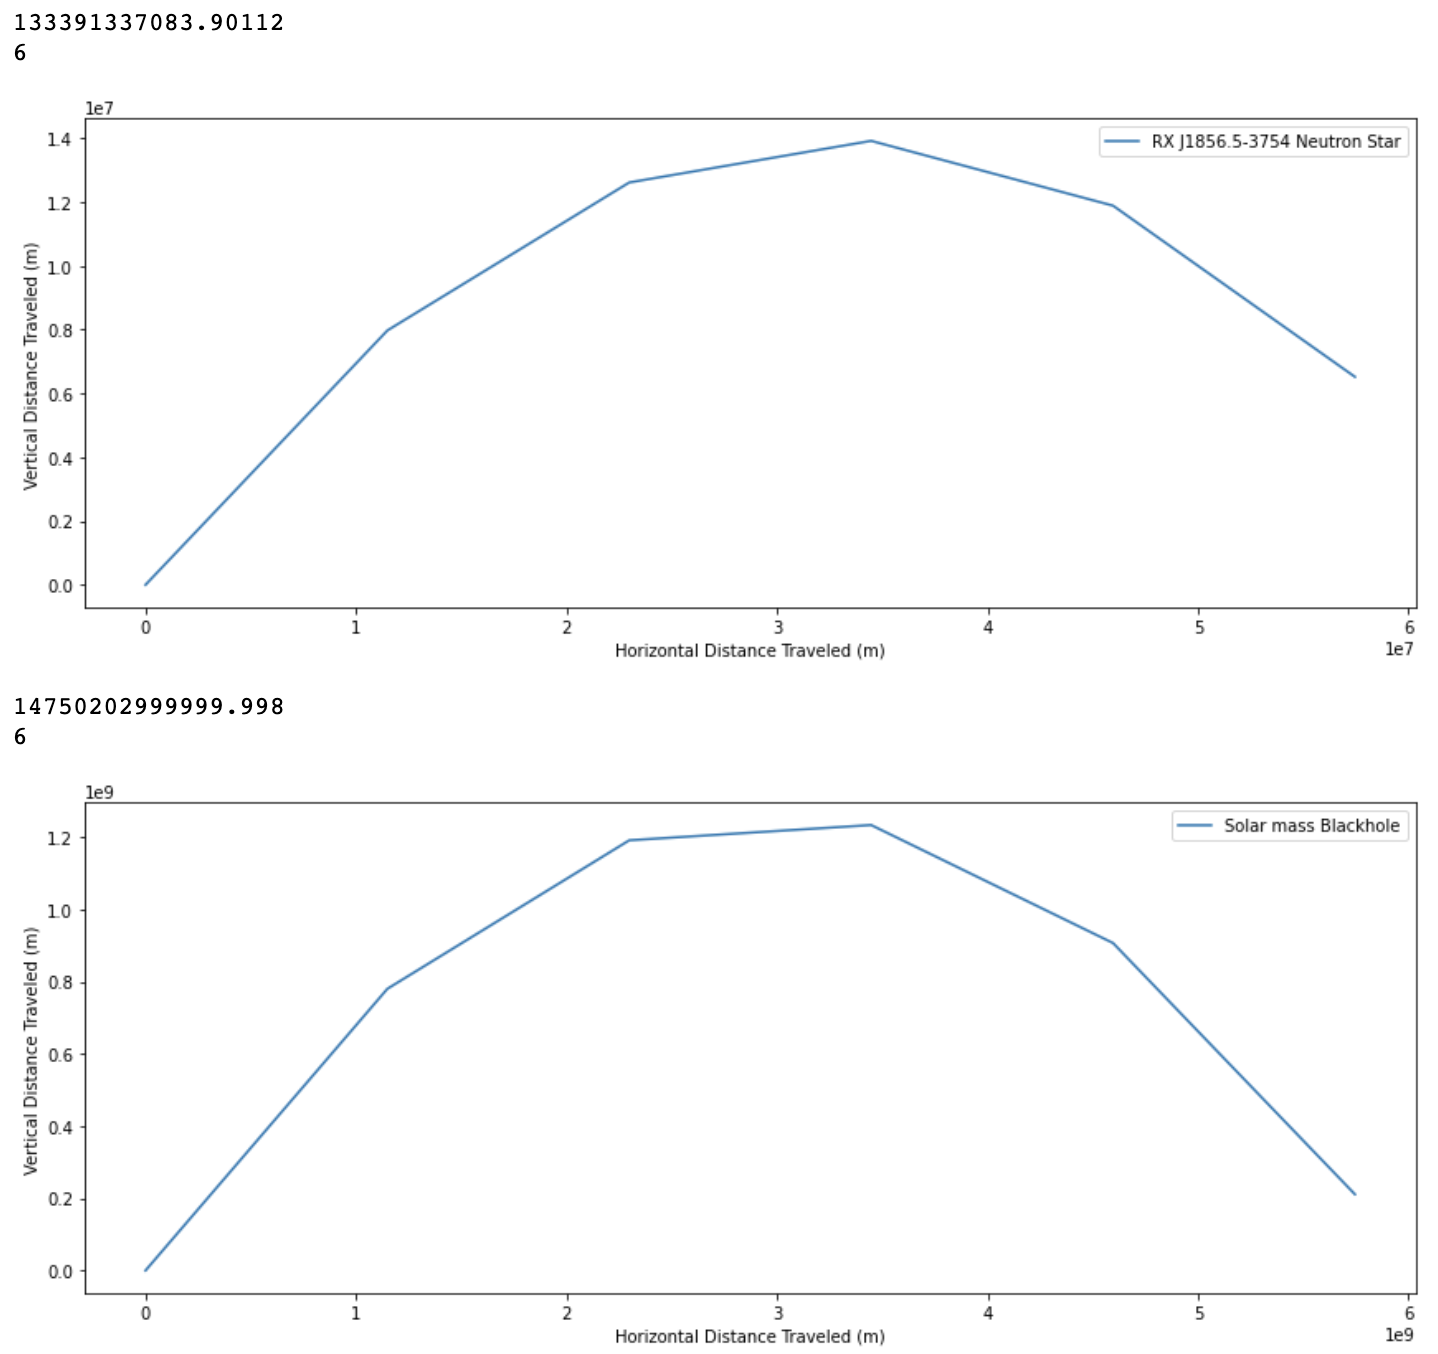 133391337083.90112
6
1e7
1.4
1.2
1.0
0.8
0.6
0.4
0.2
0.0
Vertical Distance Traveled (m)
RX J1856.5-3754 Neutron Star
0 1 2 3 4 5 6
Horizontal Distance Traveled (m)
1e7
14750202999999.998
6
1e9
1.2
1.0
0.8
0.6
0.4
0.2
0.0
Vertical Distance Traveled (m)
Solar mass Blackhole
0 1 2 3 4 5 6
Horizontal Distance Traveled (m)
1e9